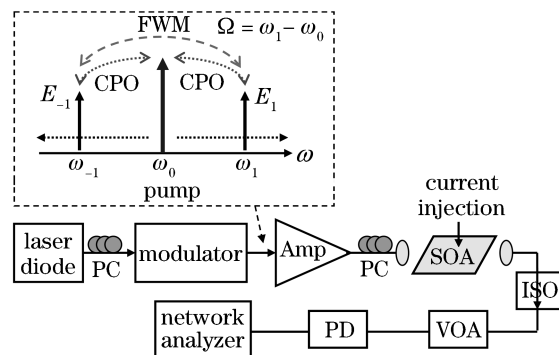 FWM
Ω = ω₁ − ω₀
CPO
CPO
E₋₁
E₁
ω₋₁
ω₀
ω₁
ω
pump
current
injection
laser
diode
PC
modulator
Amp
PC
SOA
ISO
network
analyzer
PD
VOA